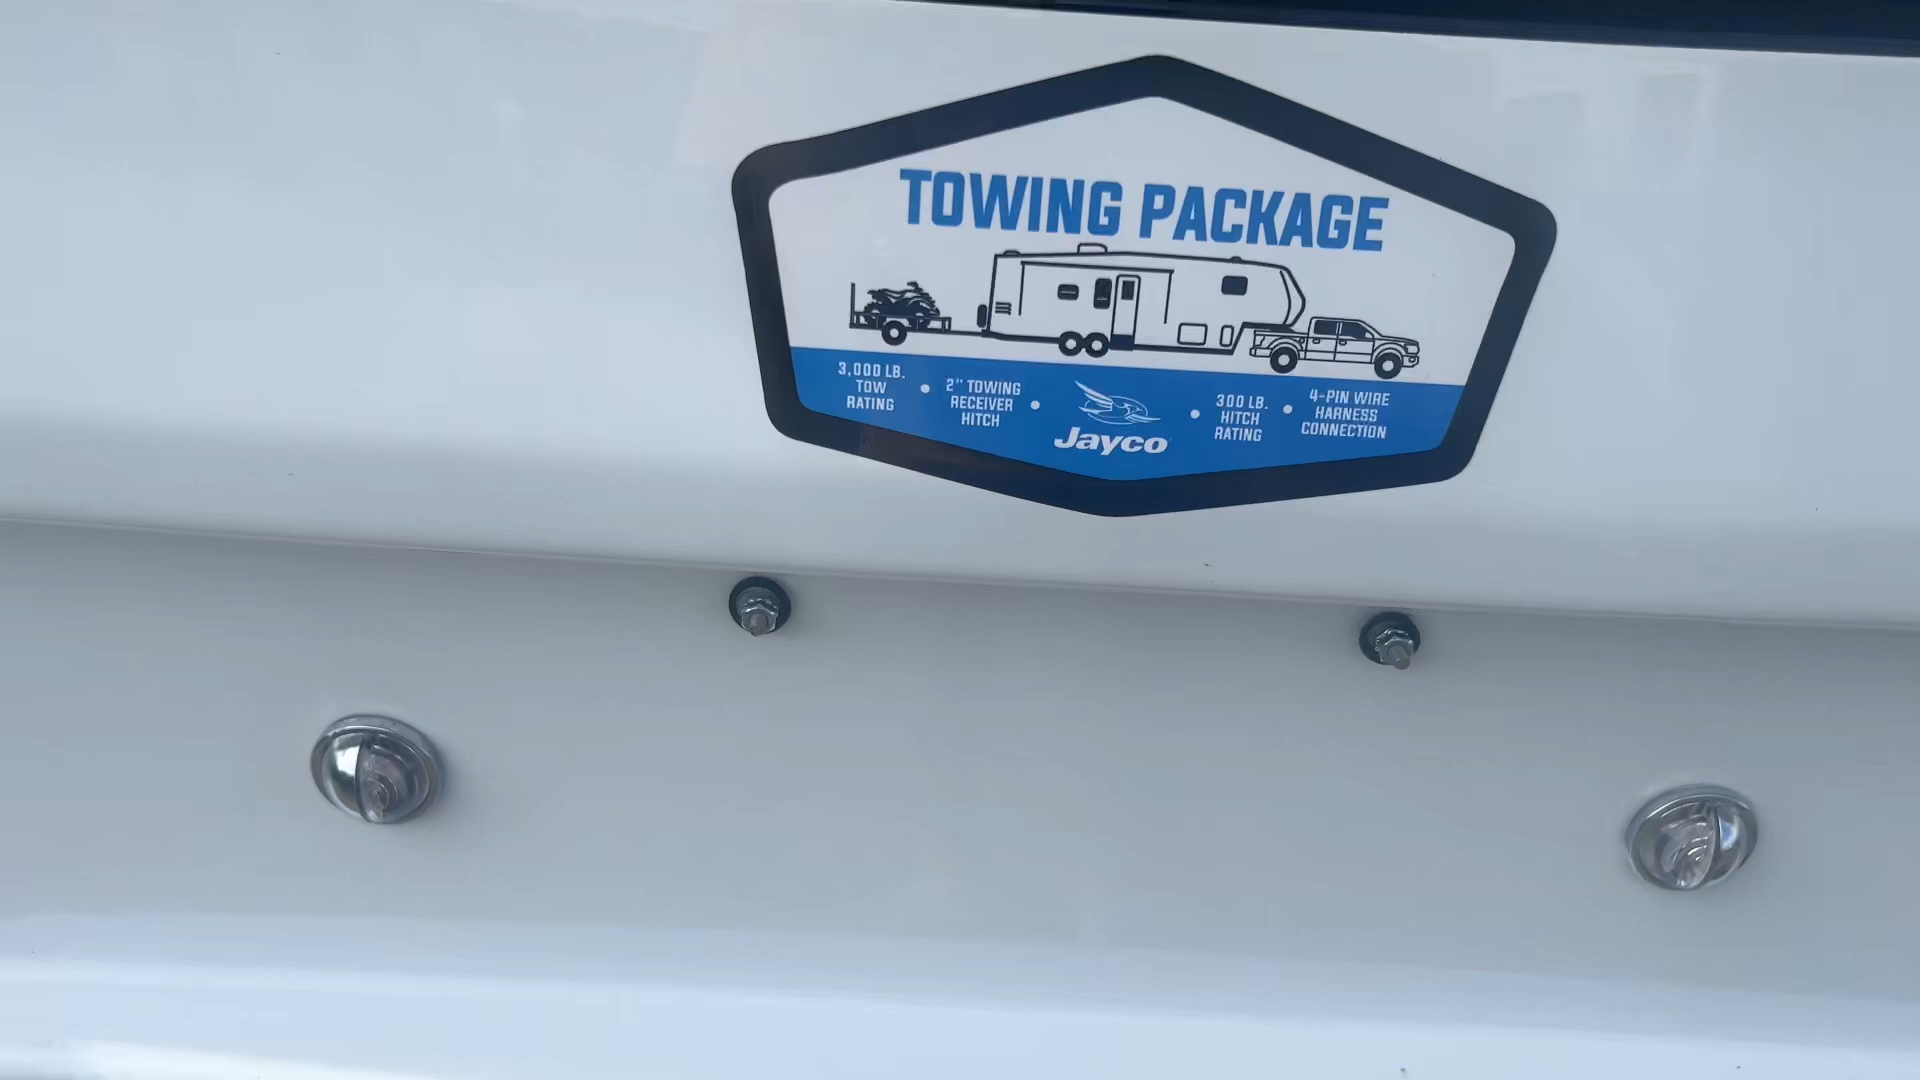 TOWING PACKAGE
3,000 LB.
TOW
RATING
2" TOWING
RECEIVER
HITCH
Jayco
300 LB.
HITCH
RATING
4-PIN WIRE
HARNESS
CONNECTION